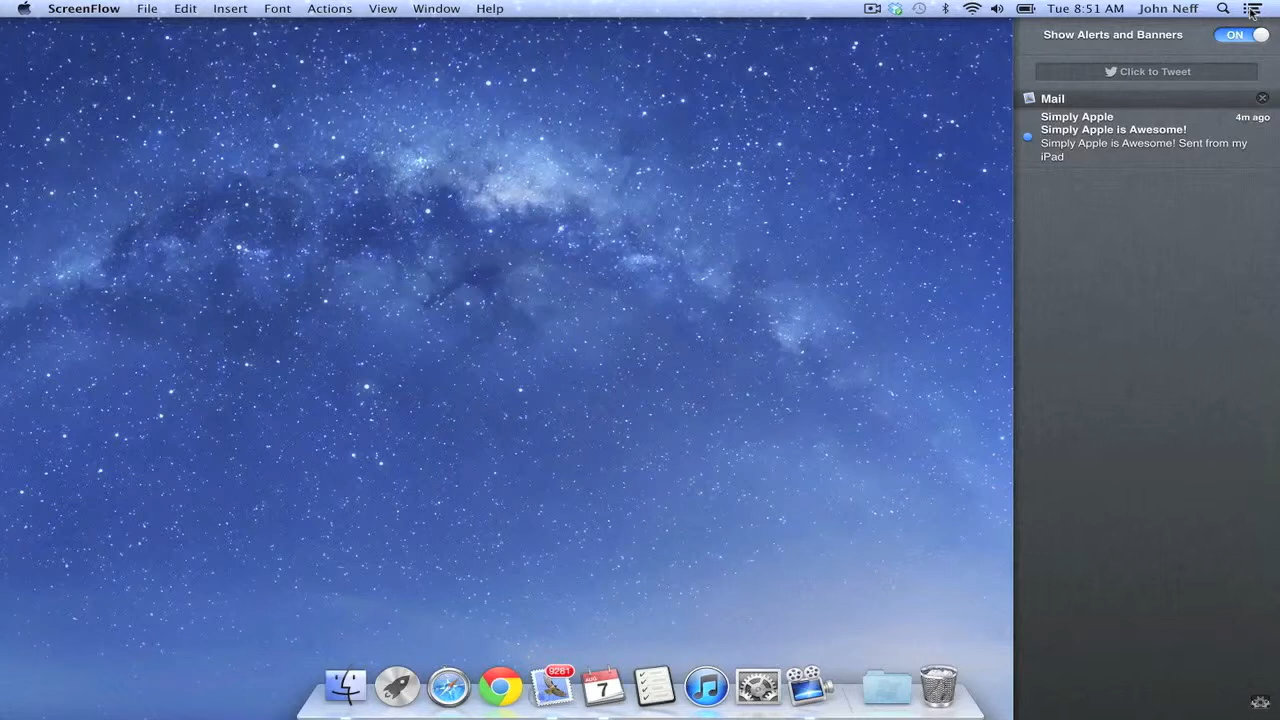 ScreenFlow File Edit Insert Font Actions View Window Help Tue 8:51 AM John Neff
Show Alerts and Banners ON
Click to Tweet
Mail
Simply Apple 4m ago
Simply Apple is Awesome!
Simply Apple is Awesome! Sent from my
iPad
9281
AUG
7